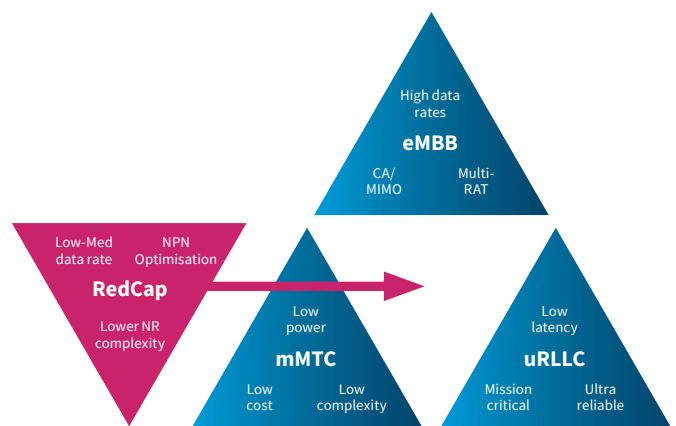 High data
rates
eMBB
CA/
MIMO
Multi-
RAT
Low-Med
data rate
NPN
Optimisation
RedCap
Lower NR
complexity
Low
power
mMTC
Low
cost
Low
complexity
Low
latency
uRLLC
Mission
critical
Ultra
reliable